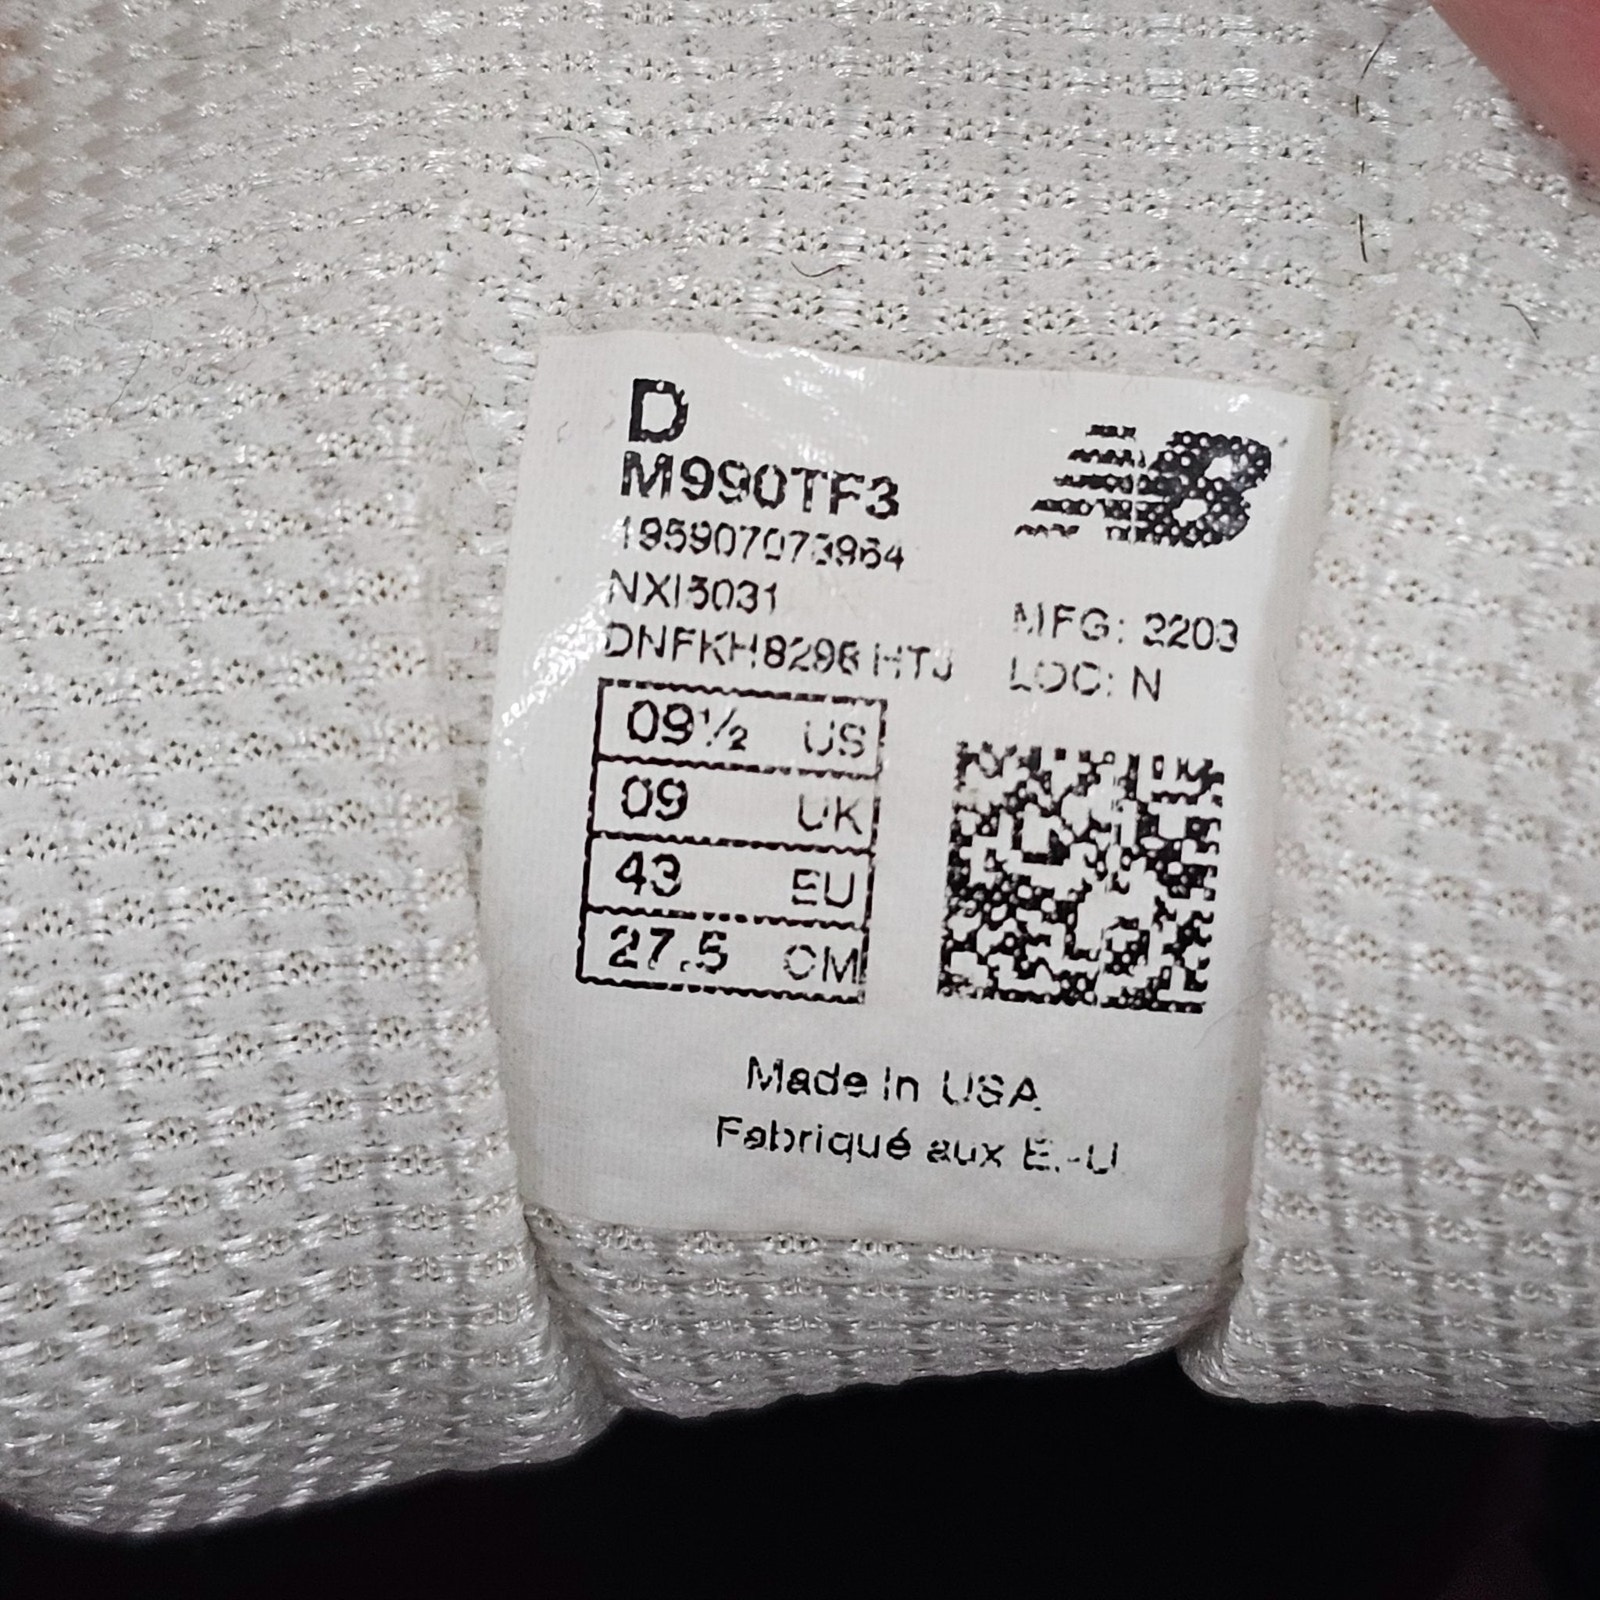 D
M990TF3
195907073964
NXI5031
DNFKH8296 HTJ
NB
MFG: 2203
LOC: N
09½ US
09 UK
43 EU
27.5 CM
Made in USA
Fabriqué aux E.-U.